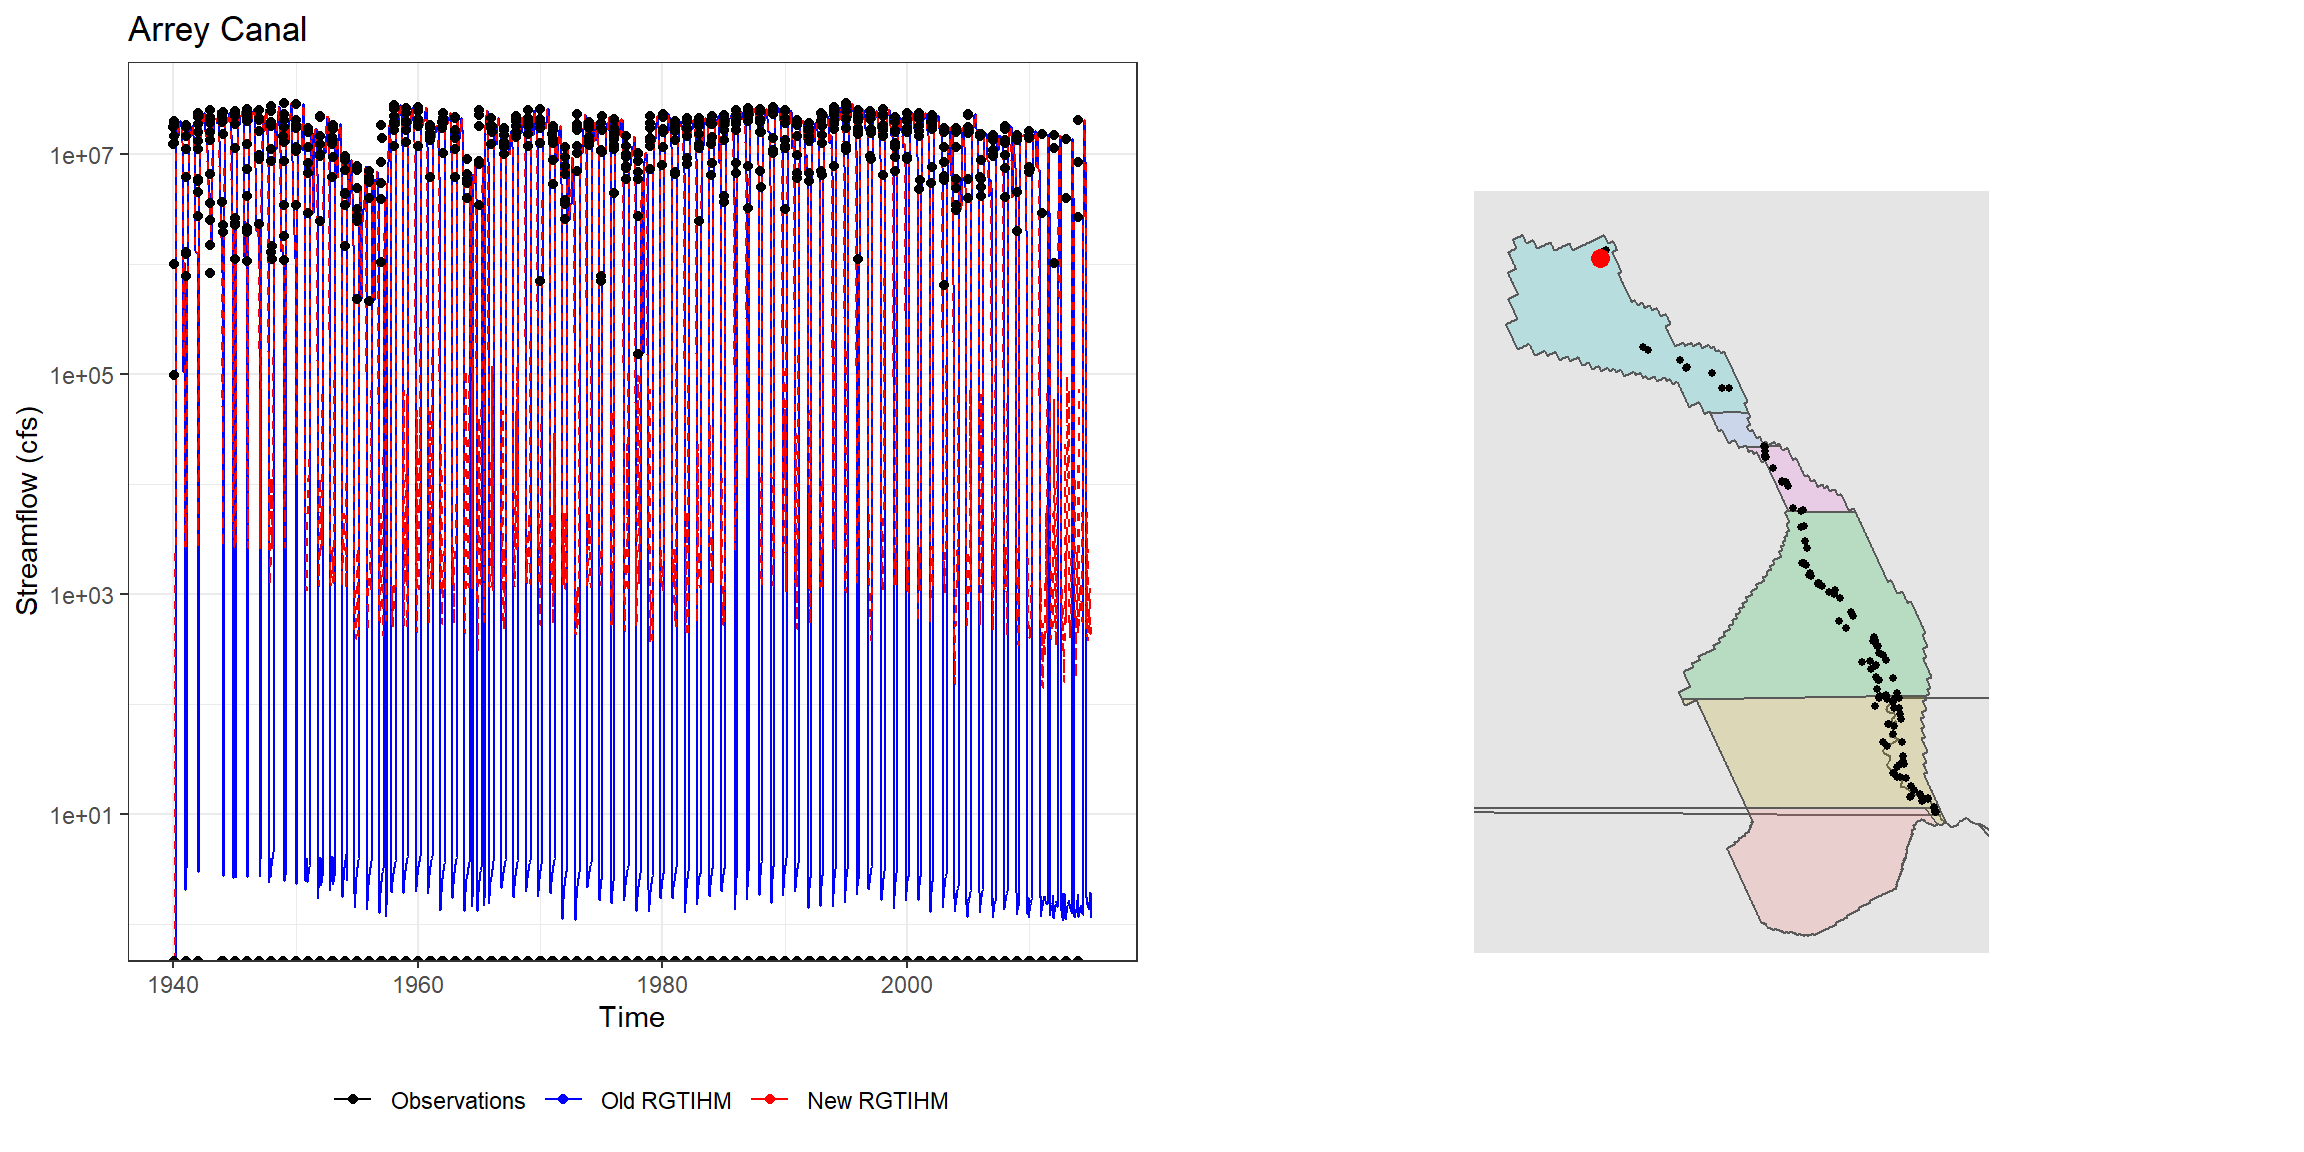 Arrey Canal
Streamflow (cfs)
1e+07
1e+05
1e+03
1e+01
1940 1960 1980 2000
Time
Observations Old RGTIHM New RGTIHM